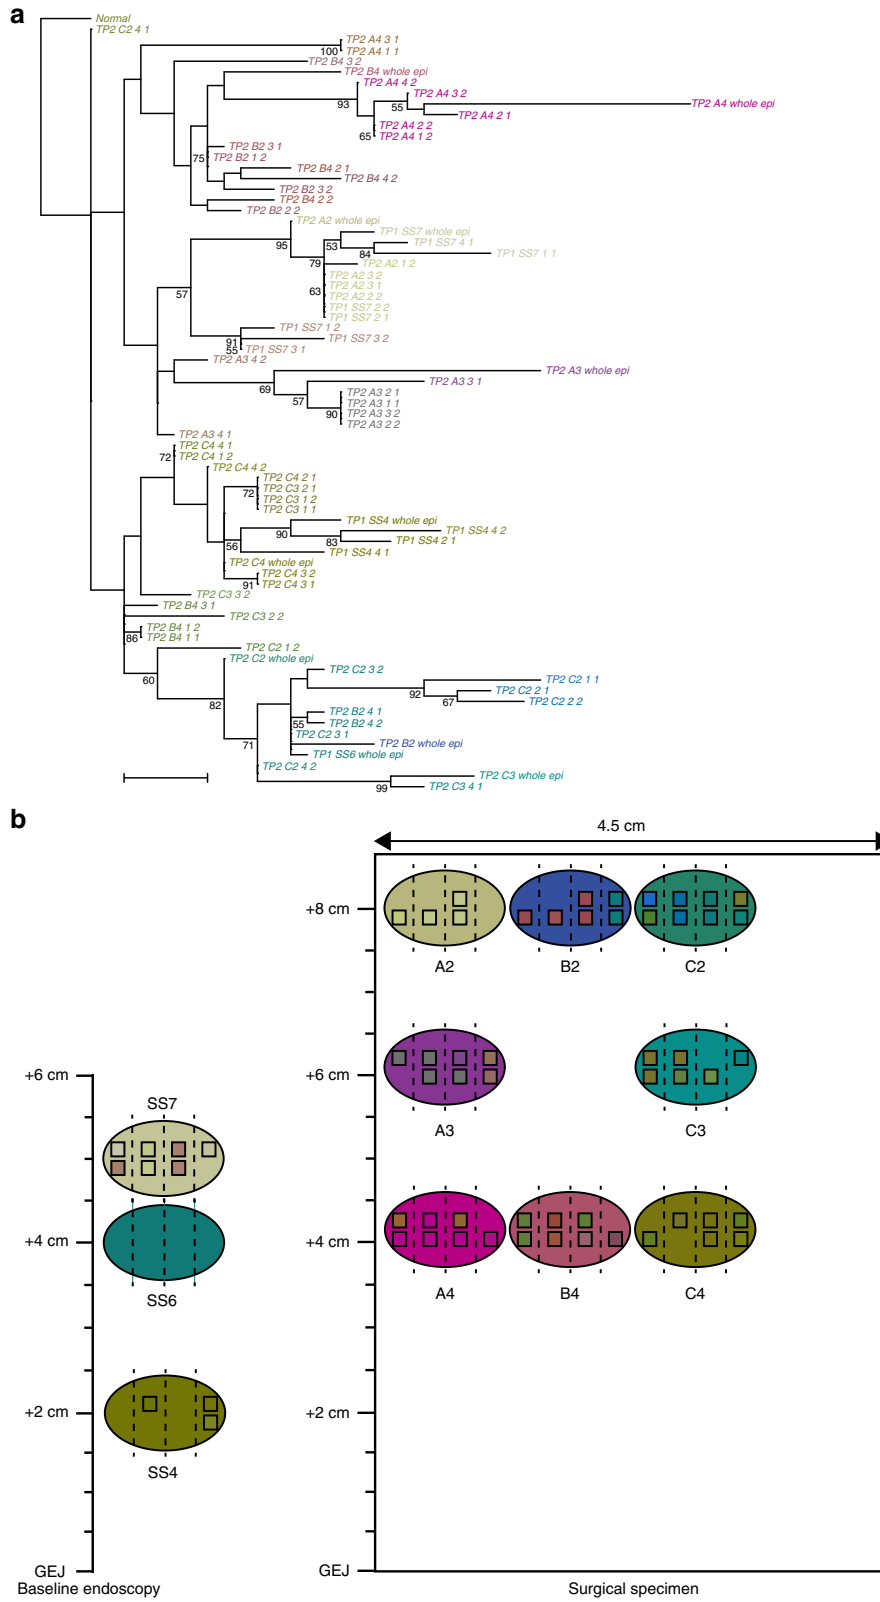 a
Normal
TP2 C2 4 1
TP2 A4 3 1
100
TP2 A4 1 1
TP2 B4 3 2
TP2 B4 whole epi
TP2 A4 4 2
93
TP2 A4 3 2
55
TP2 A4 whole epi
TP2 A4 2 1
TP2 A4 2 2
65
TP2 A4 1 2
TP2 B2 3 1
75
TP2 B2 1 2
TP2 B4 2 1
TP2 B4 4 2
TP2 B2 3 2
TP2 B4 2 2
TP2 B2 2 2
TP2 A2 whole epi
95
TP1 SS7 whole epi
53
TP1 SS7 4 1
84
TP1 SS7 1 1
79
TP2 A2 1 2
TP2 A2 3 2
TP2 A2 3 1
63
TP2 A2 2 2
TP1 SS7 2 2
TP1 SS7 2 1
57
TP1 SS7 1 2
91
TP1 SS7 3 2
55
TP1 SS7 3 1
TP2 A3 4 2
TP2 A3 whole epi
69
TP2 A3 3 1
57
TP2 A3 2 1
TP2 A3 1 1
90
TP2 A3 3 2
TP2 A3 2 2
TP2 A3 4 1
TP2 C4 4 1
72
TP2 C4 1 2
TP2 C4 4 2
TP2 C4 2 1
72
TP2 C3 2 1
TP2 C3 1 2
TP2 C3 1 1
TP1 SS4 whole epi
90
TP1 SS4 4 2
83
TP1 SS4 2 1
56
TP1 SS4 4 1
TP2 C4 whole epi
TP2 C4 3 2
91
TP2 C4 3 1
TP2 C3 3 2
TP2 B4 3 1
TP2 C3 2 2
TP2 B4 1 2
86
TP2 B4 1 1
TP2 C2 1 2
60
TP2 C2 whole epi
82
TP2 C2 3 2
TP2 C2 1 1
92
TP2 C2 2 1
67
TP2 C2 2 2
TP2 B2 4 1
55
TP2 B2 4 2
TP2 C2 3 1
71
TP2 B2 whole epi
TP1 SS6 whole epi
TP2 C2 4 2
TP2 C3 whole epi
99
TP2 C3 4 1
b
4.5 cm
+8 cm
A2
B2
C2
+6 cm
SS7
+4 cm
SS6
+2 cm
SS4
GEJ
Baseline endoscopy
+6 cm
A3
C3
+4 cm
A4
B4
C4
+2 cm
GEJ
Surgical specimen